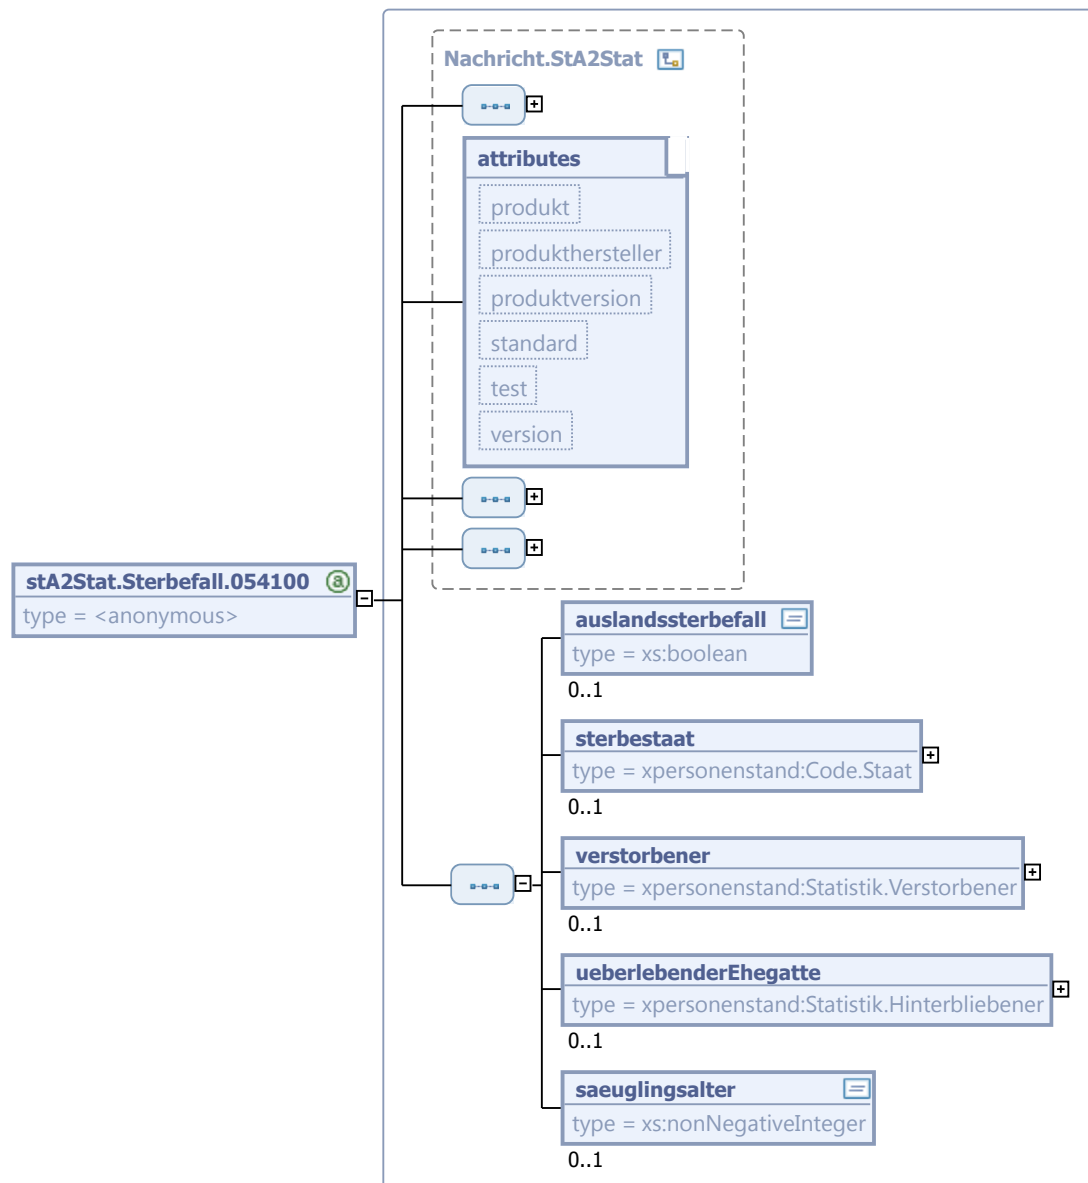 Nachricht.StA2Stat
attributes
produkt
produkthersteller
produktversion
standard
test
version
stA2Stat.Sterbefall.054100
type = <anonymous>
auslandssterbefall
type = xs:boolean
0..1
sterbestaat
type = xpersonenstand:Code.Staat
0..1
verstorbener
type = xpersonenstand:Statistik.Verstorbener
0..1
ueberlebenderEhegatte
type = xpersonenstand:Statistik.Hinterbliebener
0..1
saeuglingsalter
type = xs:nonNegativeInteger
0..1